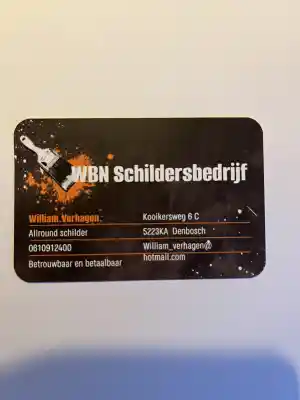 WBN Schildersbedrijf
William Verhagen
Allround schilder
0610912400
Betrouwbaar en betaalbaar
Kooikersweg 6 C
5223KA Denbosch
William_verhagen@
hotmail.com